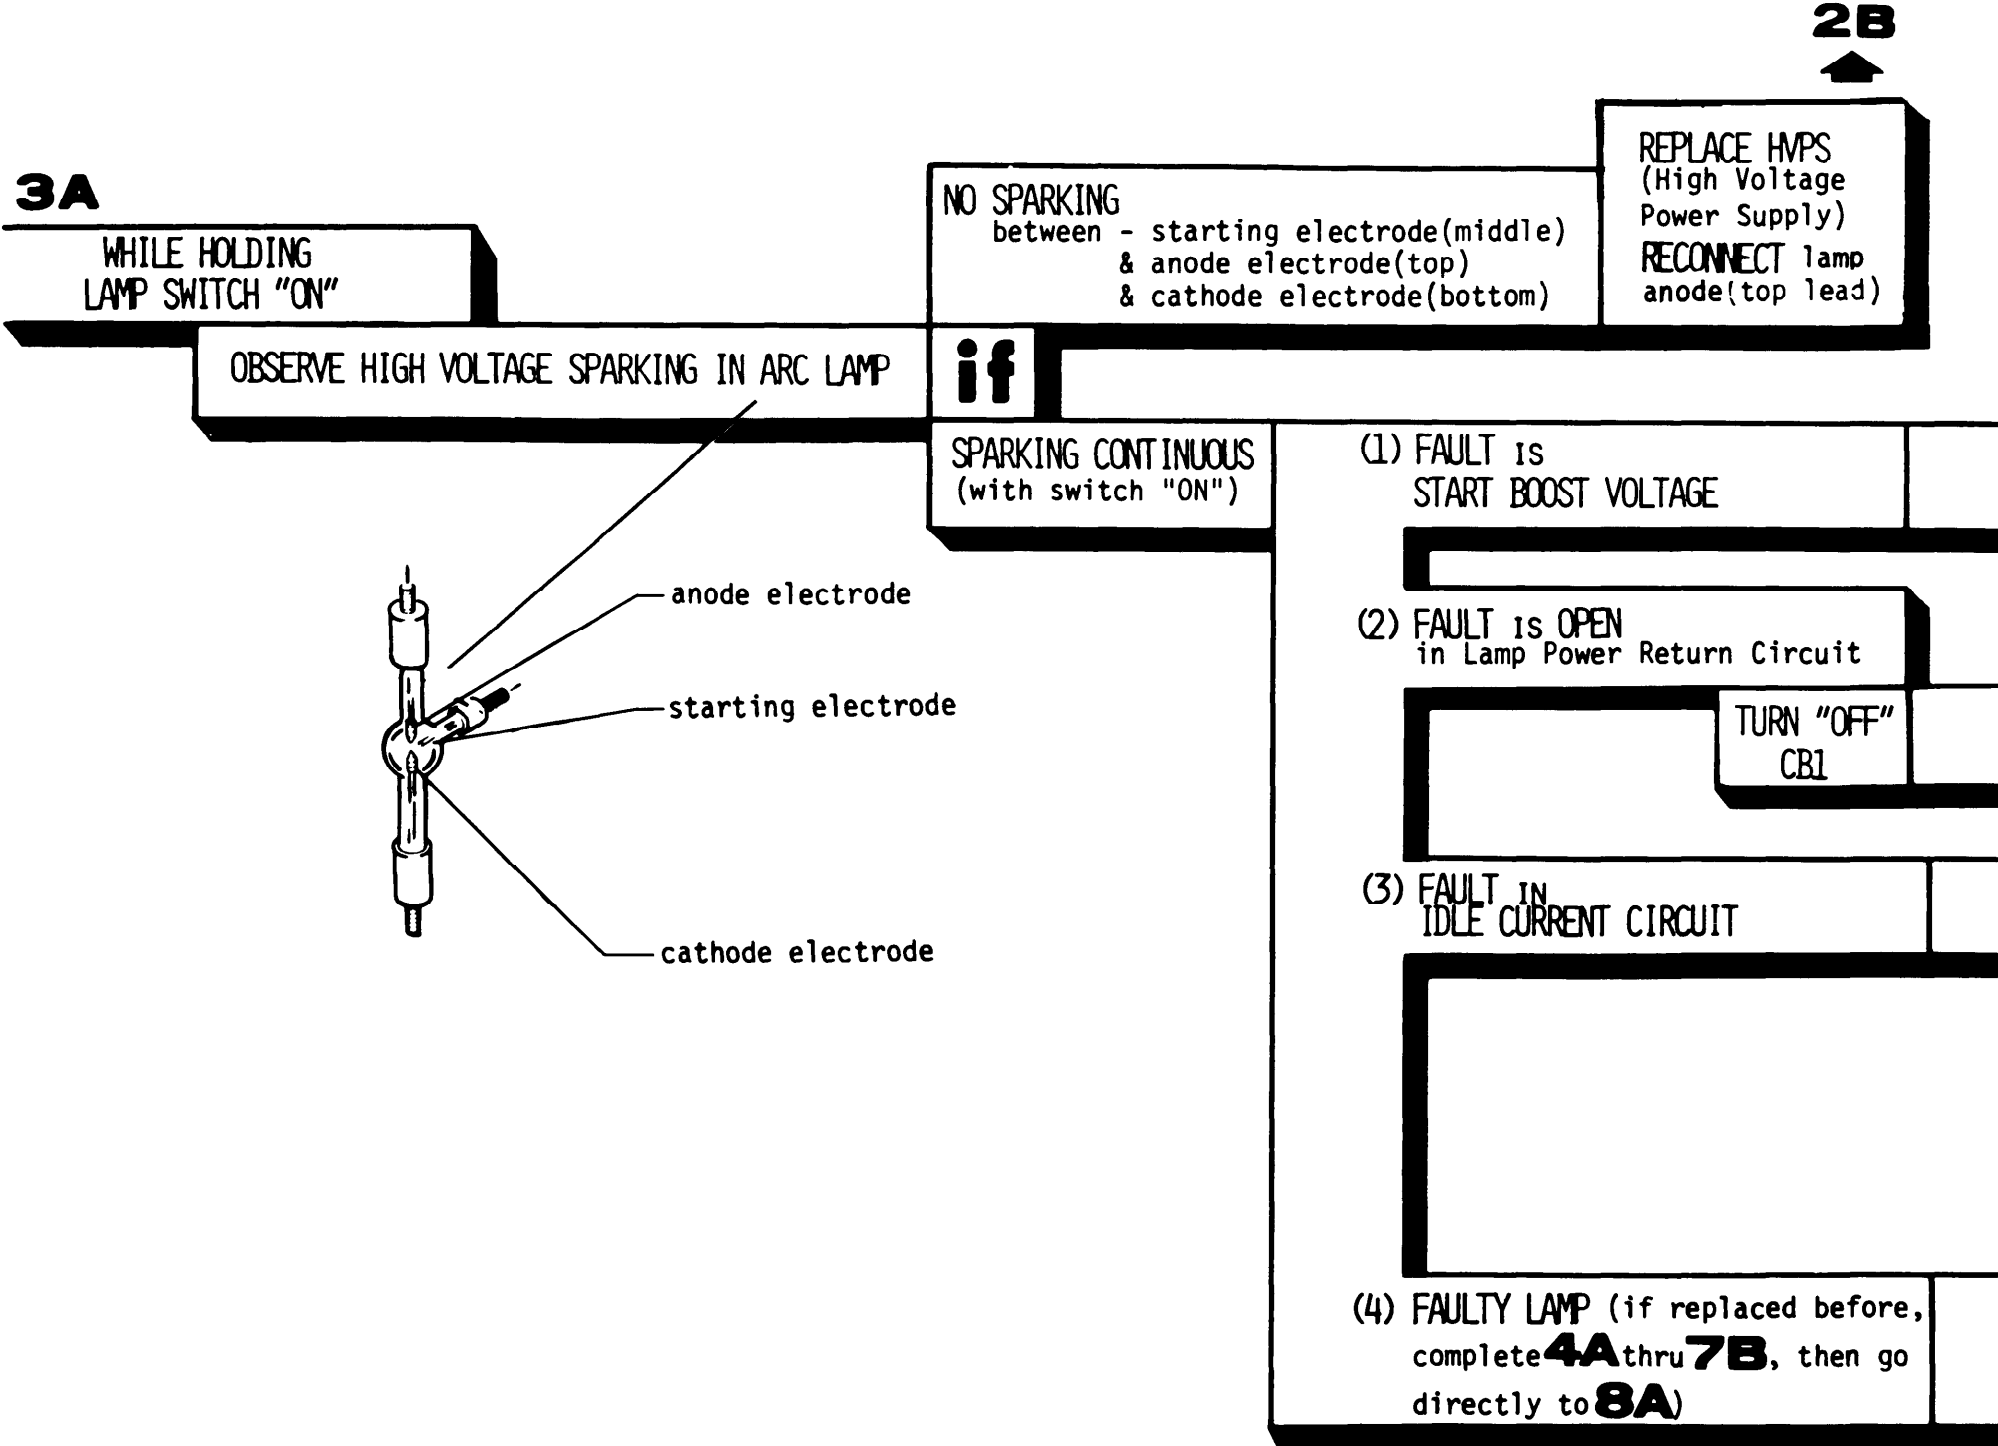 2B
3A
WHILE HOLDING
LAMP SWITCH "ON"
OBSERVE HIGH VOLTAGE SPARKING IN ARC LAMP
if
NO SPARKING
between - starting electrode(middle)
& anode electrode(top)
& cathode electrode(bottom)
REPLACE HVPS
(High Voltage
Power Supply)
RECONNECT lamp
anode(top lead)
SPARKING CONTINUOUS
(with switch "ON")
(1) FAULT IS
START BOOST VOLTAGE
(2) FAULT IS OPEN
in Lamp Power Return Circuit
TURN "OFF"
CB1
(3) FAULT IN
IDLE CURRENT CIRCUIT
(4) FAULTY LAMP (if replaced before,
complete 4A thru 7B, then go
directly to 8A)
anode electrode
starting electrode
cathode electrode